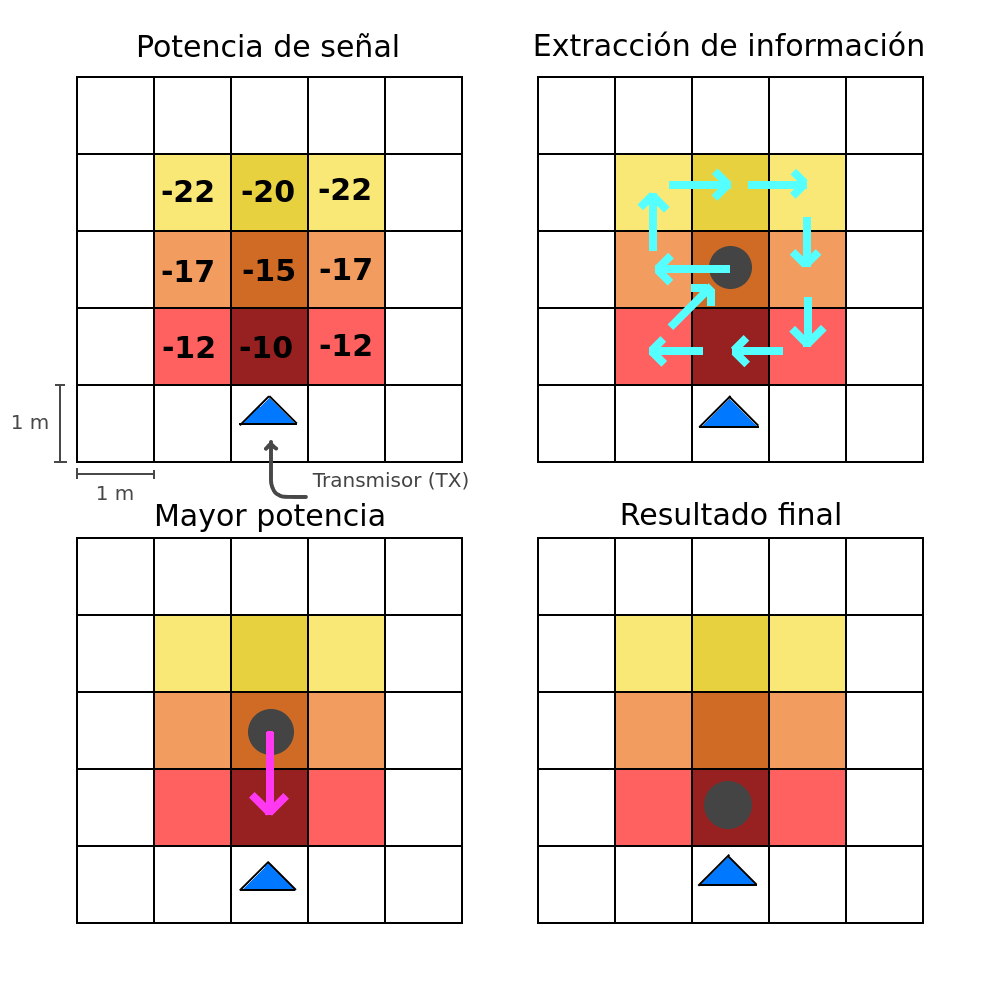 Potencia de señal
Extracción de información
-22 -20 -22
-17 -15 -17
-12 -10 -12
1 m
1 m
Transmisor (TX)
Mayor potencia
Resultado final